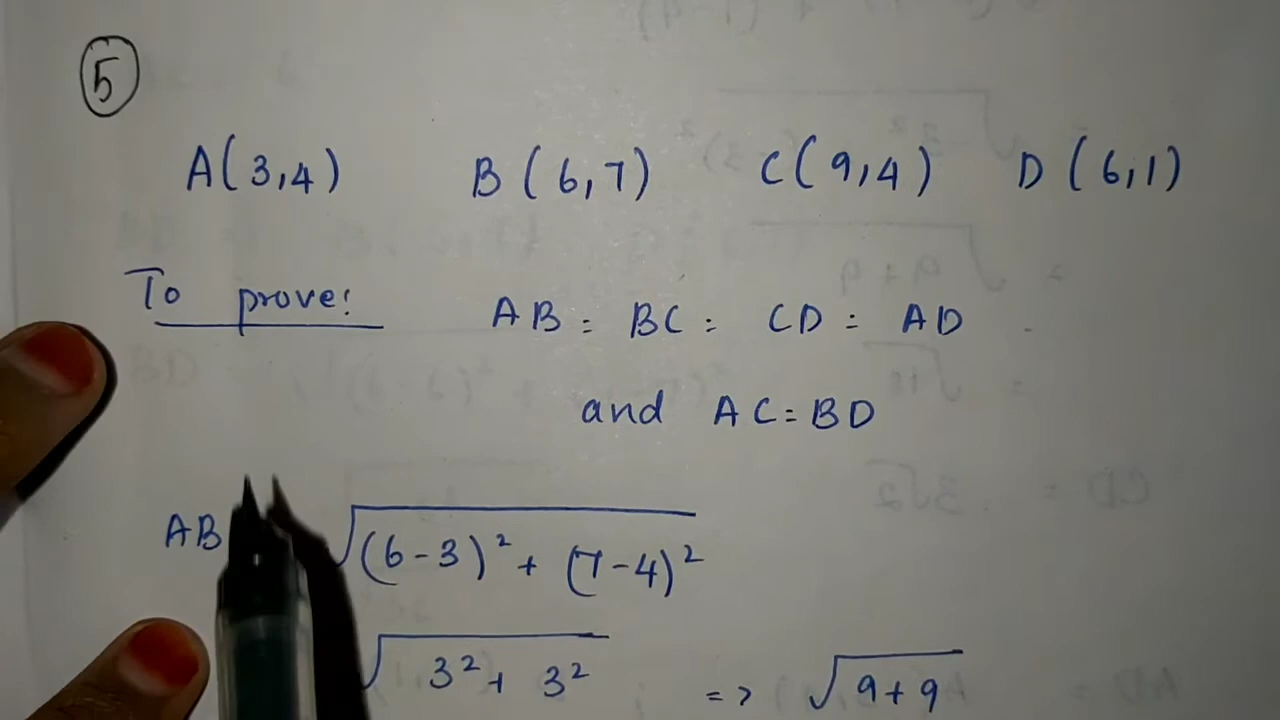 5
A(3,4) B(6,7) C(9,4) D(6,1)
To prove: AB = BC = CD = AD
and AC = BD
AB √(6-3)² + (7-4)²
√3² + 3² => √9+9